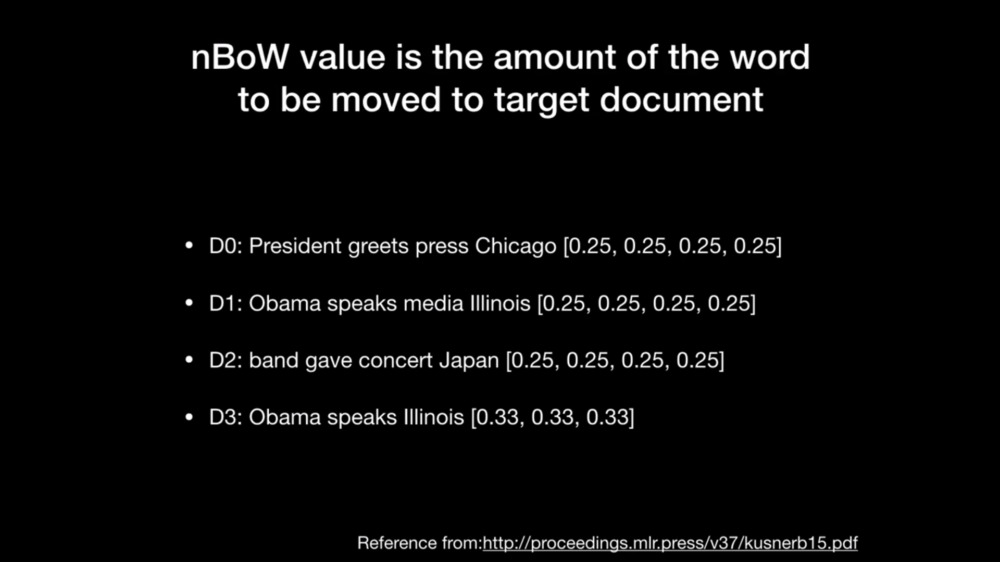 nBoW value is the amount of the word
to be moved to target document
• D0: President greets press Chicago [0.25, 0.25, 0.25, 0.25]
• D1: Obama speaks media Illinois [0.25, 0.25, 0.25, 0.25]
• D2: band gave concert Japan [0.25, 0.25, 0.25, 0.25]
• D3: Obama speaks Illinois [0.33, 0.33, 0.33]
Reference from:http://proceedings.mlr.press/v37/kusnerb15.pdf